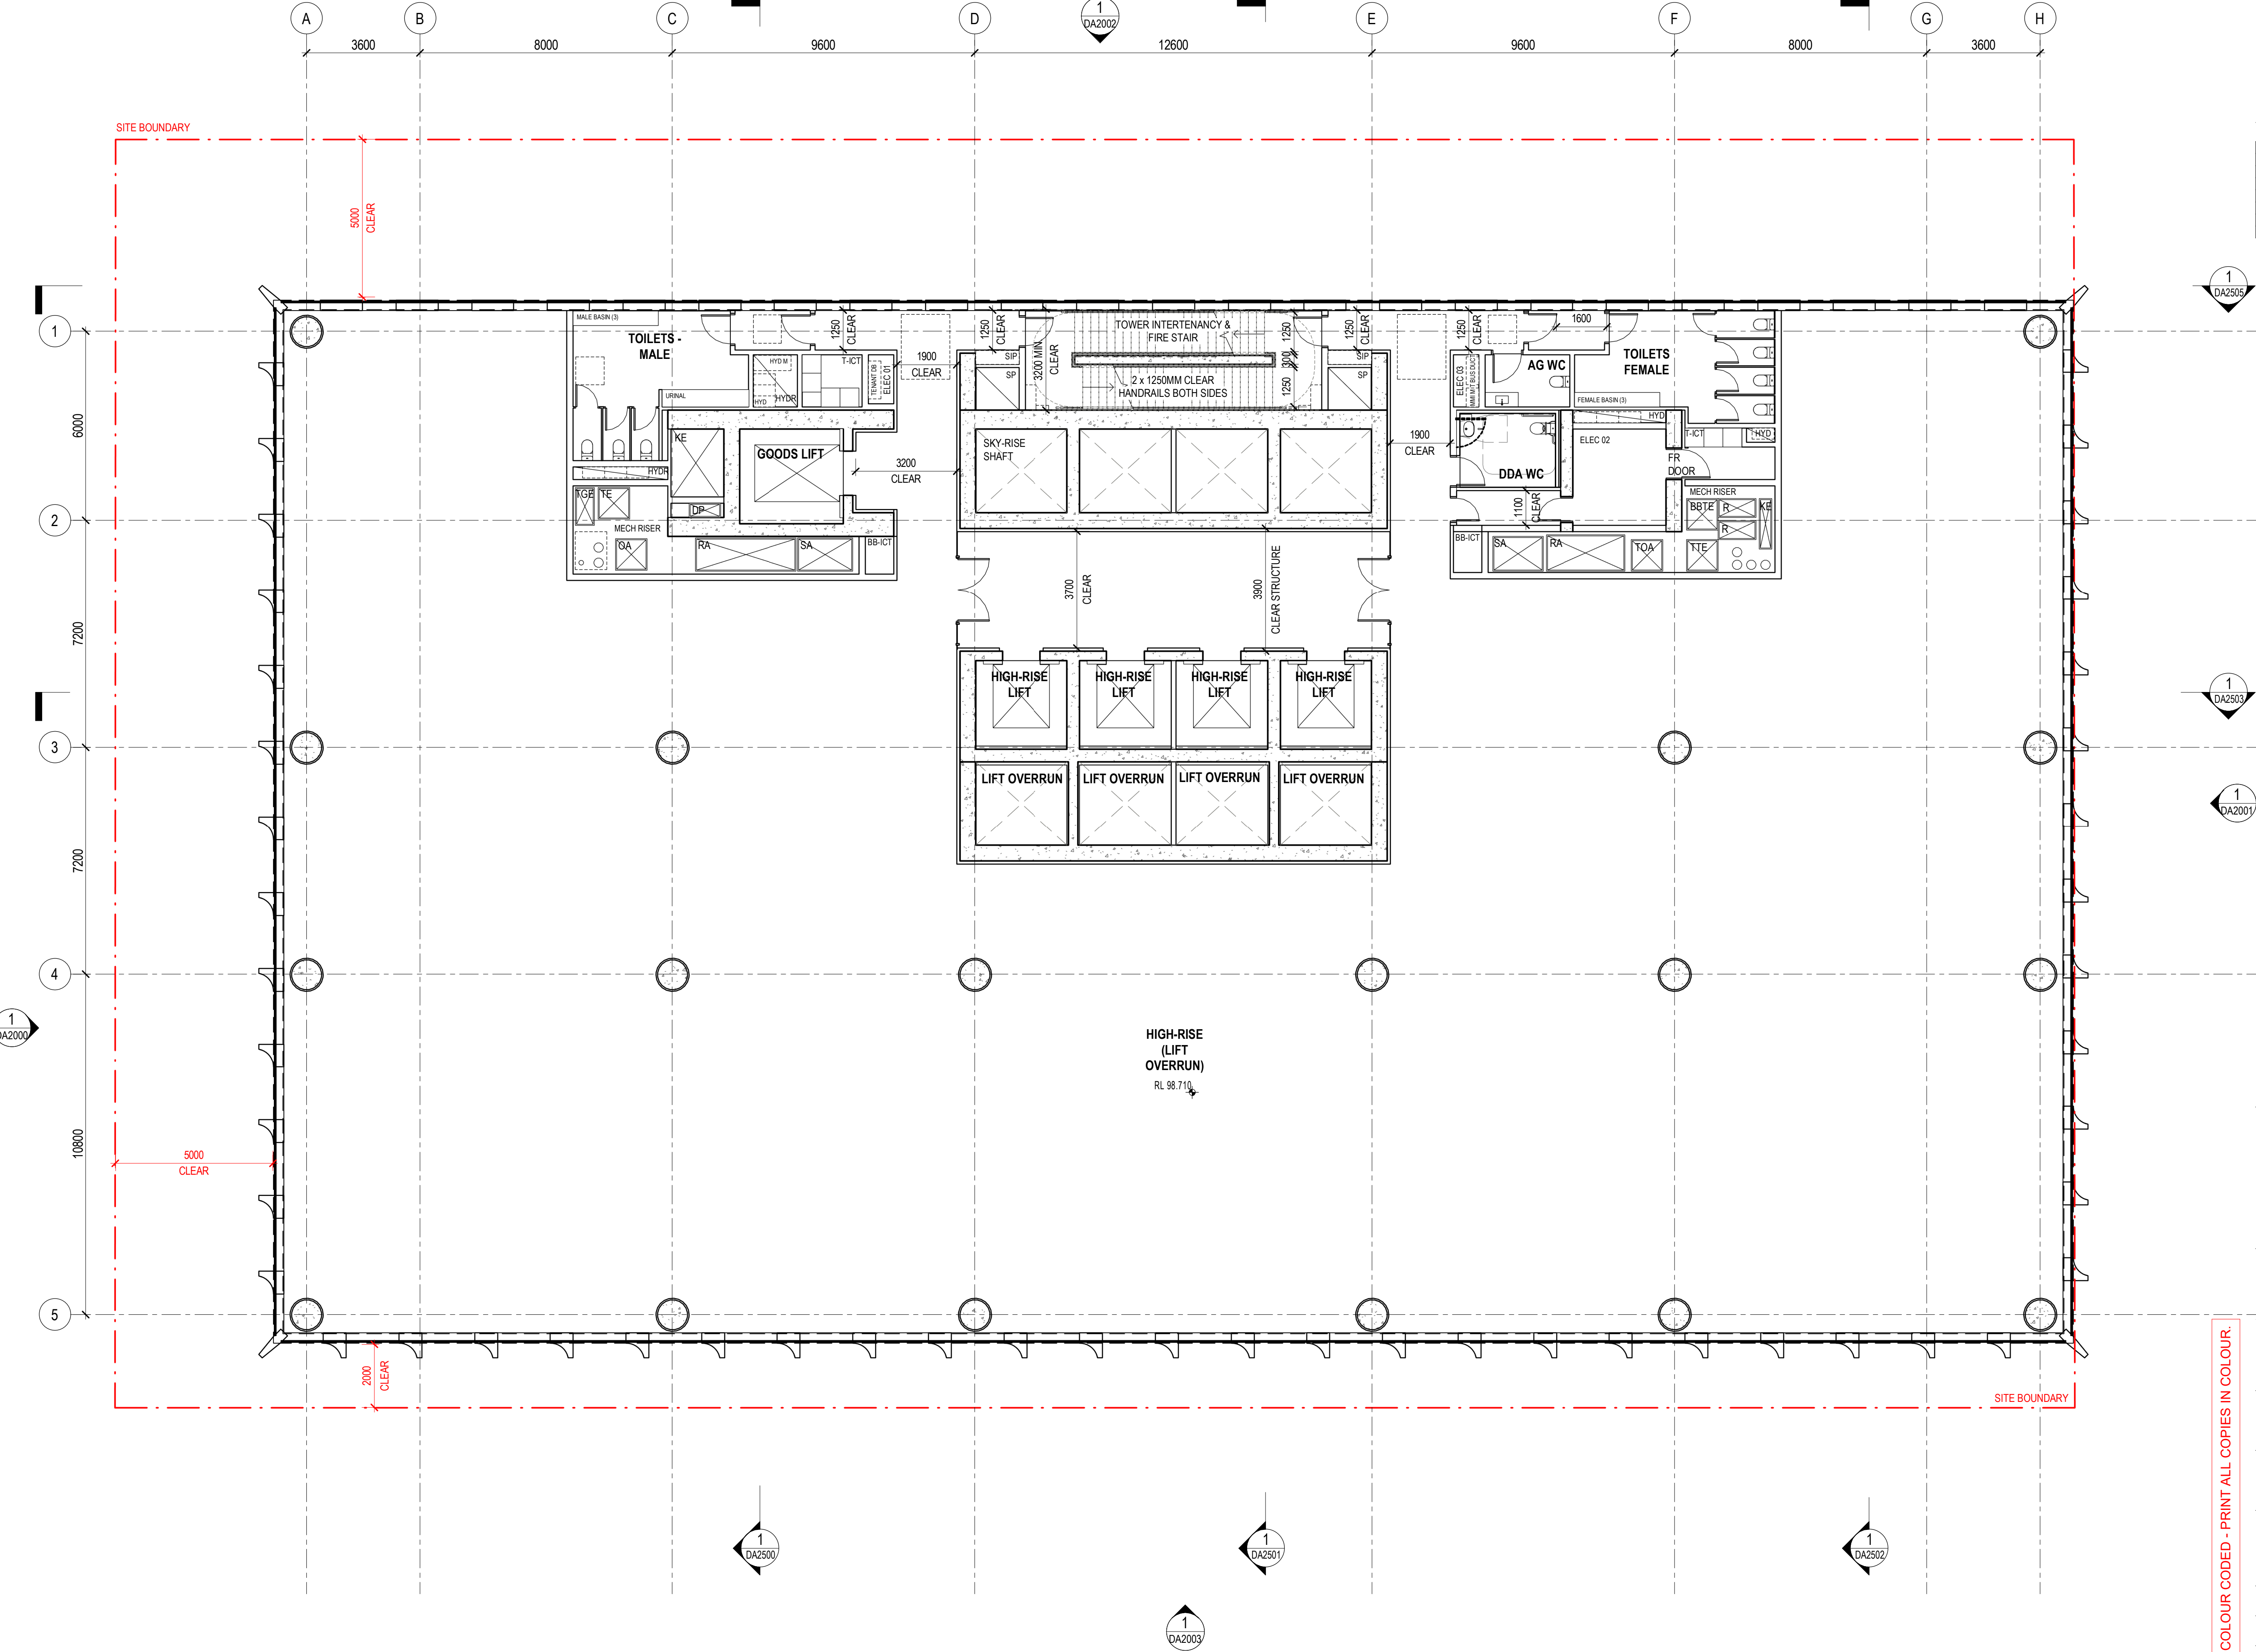 A
B
C
D
1
DA2002
E
F
G
H
3600
8000
9600
12600
9600
8000
3600
SITE BOUNDARY
5000
CLEAR
1
DA2505
1
MALE BASIN (3)
TOILETS -
MALE
1250
CLEAR
1250
CLEAR
TOWER INTERTENANCY &
FIRE STAIR
1250
300
1250
1250
CLEAR
1250
CLEAR
1600
TOILETS
FEMALE
HYD M
T-ICT
TENANT DB
ELEC 01
1900
CLEAR
SIP
SP
3200 MIN.
CLEAR
2 x 1250MM CLEAR
HANDRAILS BOTH SIDES
SIP
SP
ELEC 03
AG WC
URINAL
HYD
HYDR
FEMALE BASIN (3)
HYD
6000
KE
GOODS LIFT
SKY-RISE
SHAFT
1900
CLEAR
ELEC 02
T-ICT
HYD
3200
CLEAR
FR
DOOR
HYDR
DDA WC
TGE
TE
DP
1100
CLEAR
MECH RISER
BBTE
R
KE
R
2
MECH RISER
OA
RA
SA
BB-ICT
BB-ICT
SA
RA
TOA
TTE
3700
CLEAR
3900
CLEAR STRUCTURE
7200
HIGH-RISE
LIFT
HIGH-RISE
LIFT
HIGH-RISE
LIFT
HIGH-RISE
LIFT
1
DA2503
3
LIFT OVERRUN
LIFT OVERRUN
LIFT OVERRUN
LIFT OVERRUN
1
DA2001
7200
4
1
DA2000
HIGH-RISE
(LIFT
OVERRUN)
RL 98.710
10800
5000
CLEAR
5
2000
CLEAR
SITE BOUNDARY
COLOUR CODED - PRINT ALL COPIES IN COLOUR.
1
DA2500
1
DA2501
1
DA2502
1
DA2003